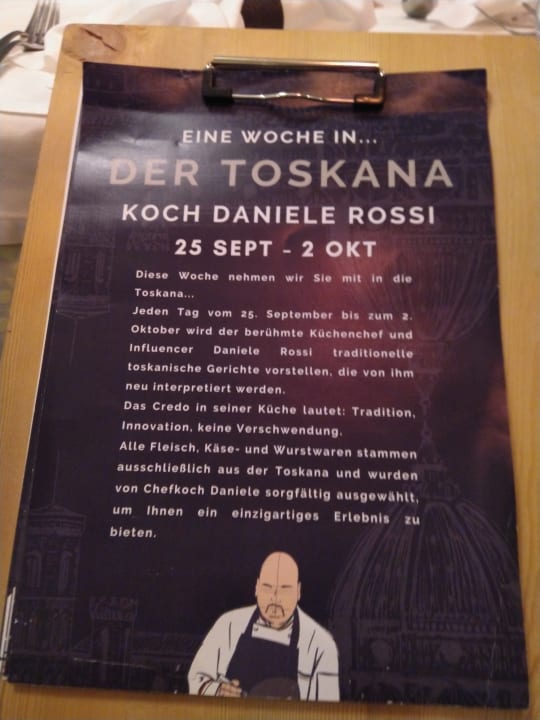 EINE WOCHE IN...
DER TOSKANA
KOCH DANIELE ROSSI
25 SEPT - 2 OKT
Diese Woche nehmen wir Sie mit in die
Toskana...
Jeden Tag vom 25. September bis zum 2.
Oktober wird der berühmte Küchenchef und
Influencer Daniele Rossi traditionelle
toskanische Gerichte vorstellen, die von ihm
neu interpretiert werden.
Das Credo in seiner Küche lautet: Tradition,
Innovation, keine Verschwendung.
Alle Fleisch, Käse- und Wurstwaren stammen
ausschließlich aus der Toskana und wurden
von Chefkoch Daniele sorgfältig ausgewählt,
um Ihnen ein einzigartiges Erlebnis zu
bieten.